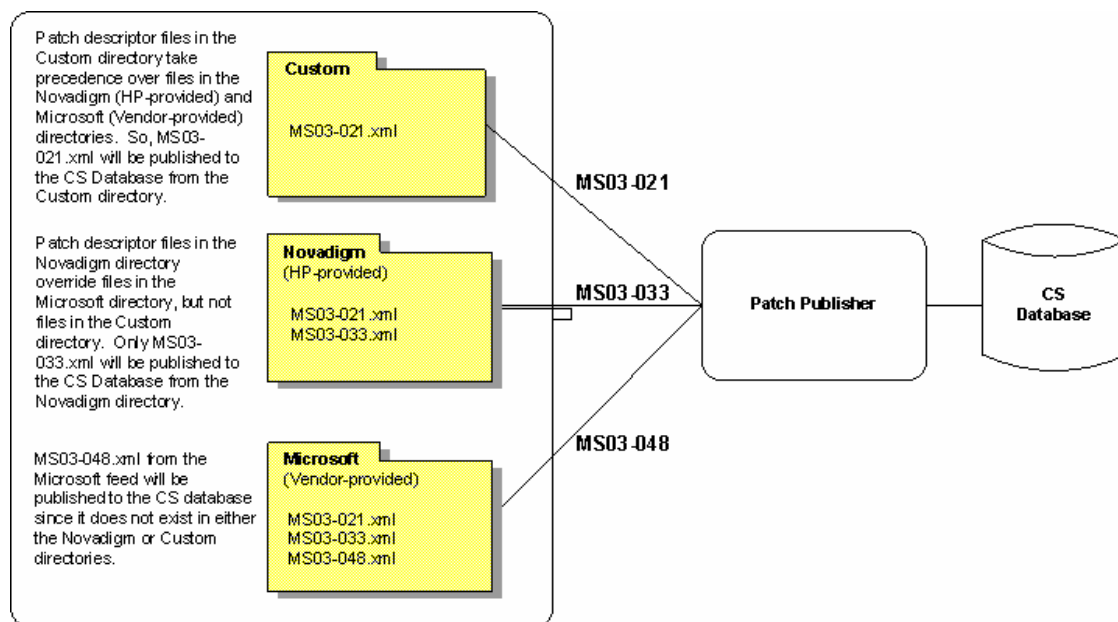 Patch descriptor files in the
Custom directory take
precedence over files in the
Novadigm (HP-provided) and
Microsoft (Vendor-provided)
directories. So, MS03-
021.xml will be published to
the CS Database from the
Custom directory.
Custom
MS03-021.xml
MS03-021
Patch descriptor files in the
Novadigm directory
override files in the
Microsoft directory, but not
files in the Custom
directory. Only MS03-
033.xml will be published to
the CS Database from the
Novadigm directory.
Novadigm
(HP-provided)
MS03-021.xml
MS03-033.xml
MS03-033
Patch Publisher
CS
Database
MS03-048.xml from the
Microsoft feed will be
published to the CS database
since it does not exist in either
the Novadigm or Custom
directories.
Microsoft
(Vendor-provided)
MS03-021.xml
MS03-033.xml
MS03-048.xml
MS03-048